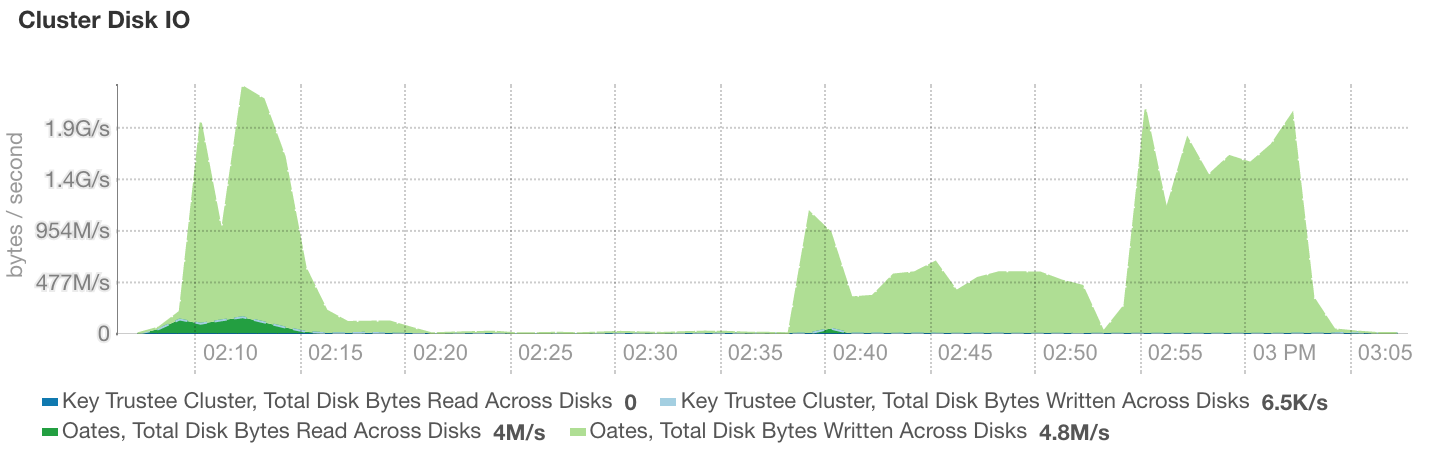 Cluster Disk IO
bytes / second
1.9G/s
1.4G/s
954M/s
477M/s
0
02:10 02:15 02:20 02:25 02:30 02:35 02:40 02:45 02:50 02:55 03 PM 03:05
Key Trustee Cluster, Total Disk Bytes Read Across Disks 0 Key Trustee Cluster, Total Disk Bytes Written Across Disks 6.5K/s
Oates, Total Disk Bytes Read Across Disks 4M/s Oates, Total Disk Bytes Written Across Disks 4.8M/s